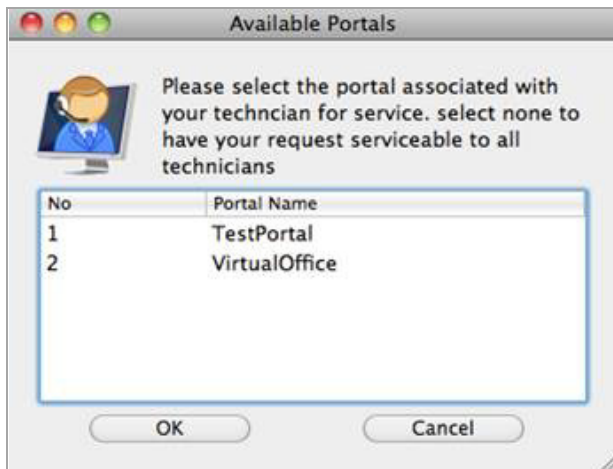 Available Portals
Please select the portal associated with
your techncian for service. select none to
have your request serviceable to all
technicians
No Portal Name
1 TestPortal
2 VirtualOffice
OK Cancel